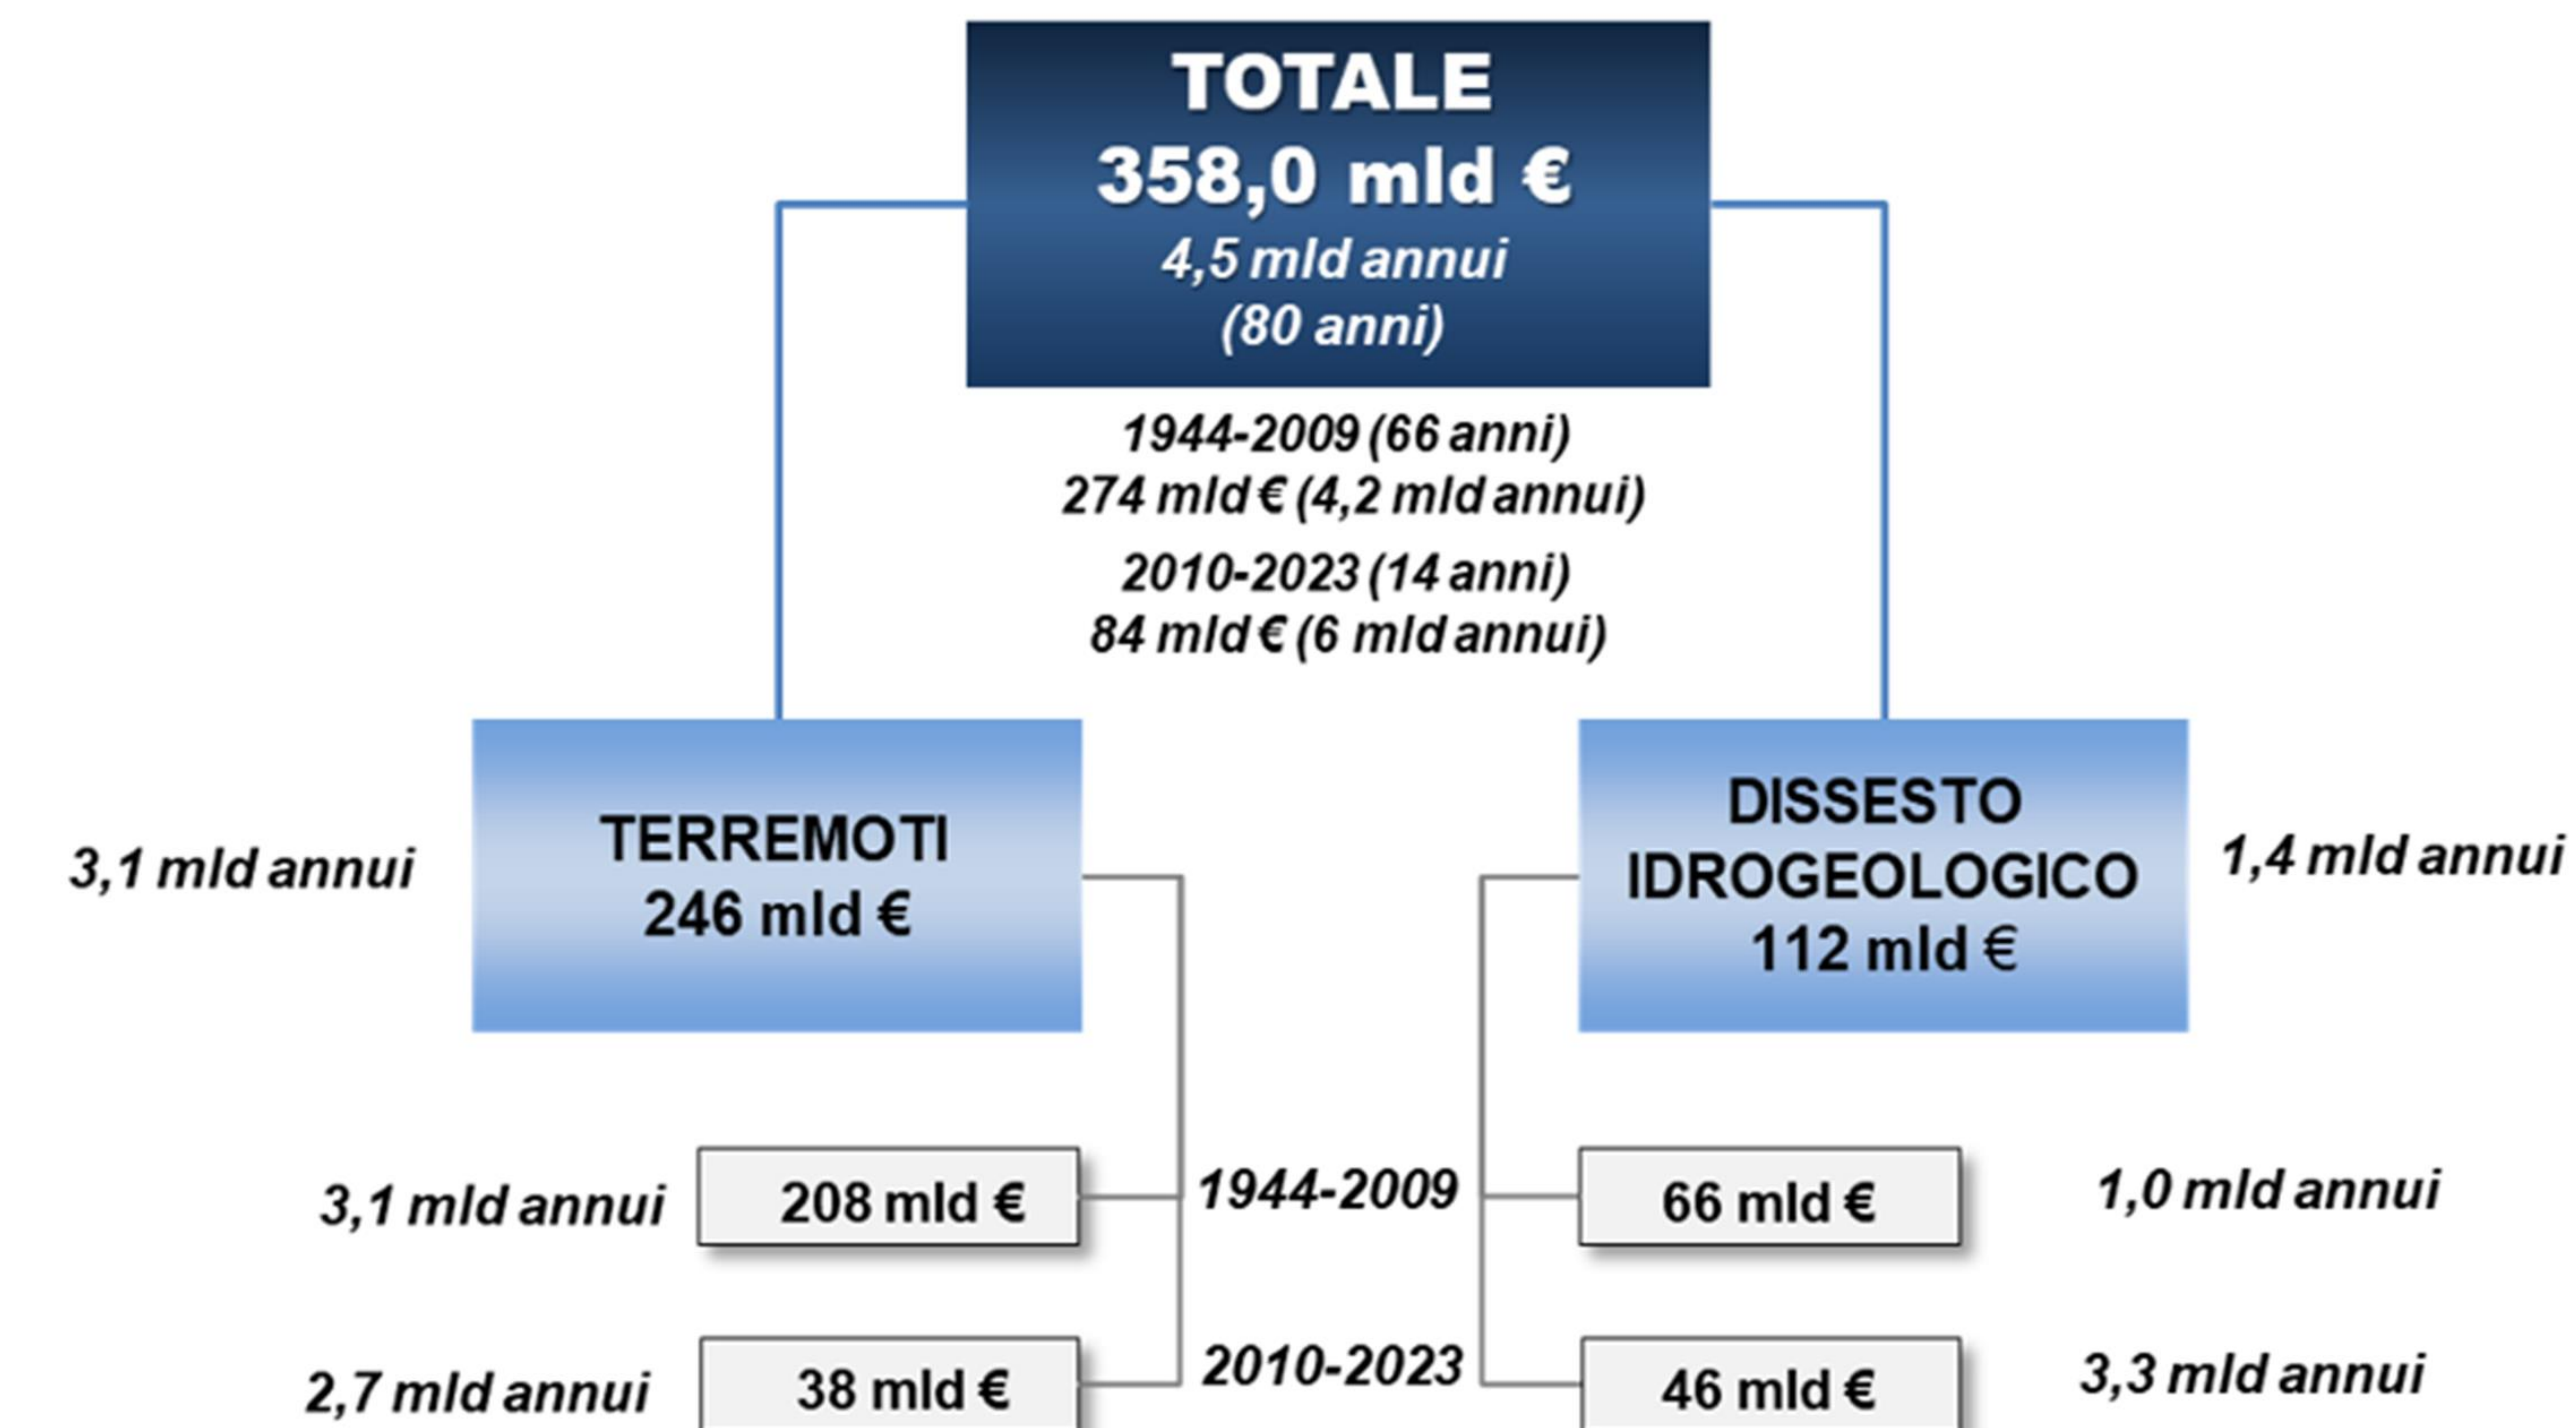 TOTALE
358,0 mld €
4,5 mld annui
(80 anni)
1944-2009 (66 anni)
274 mld € (4,2 mld annui)
2010-2023 (14 anni)
84 mld € (6 mld annui)
3,1 mld annui
TERREMOTI
246 mld €
DISSESTO
IDROGEOLOGICO
112 mld €
1,4 mld annui
3,1 mld annui
208 mld €
1944-2009
66 mld €
1,0 mld annui
2,7 mld annui
38 mld €
2010-2023
46 mld €
3,3 mld annui